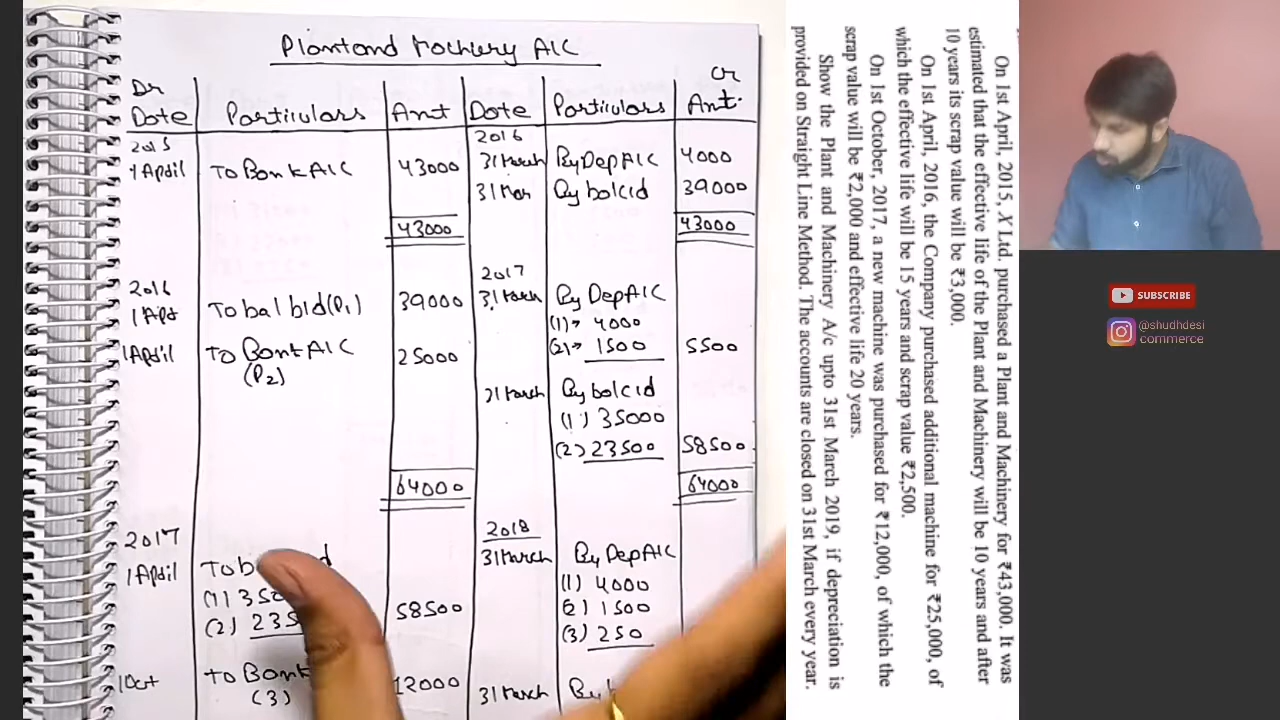 Plant and Machiery A/C
Dr
Cr
Date Particulars Amt Date Particulars Amt.
2015
2016
1 April To Bank A/C 43000 31 March By Dep A/C 4000
31 Mar By bal c/d 39000
43000 43000
2016
2017
1 Apr To bal b/d (P1) 39000 31 March By Dep A/C
(1)→ 4000
1 April To Bank A/C 25000 (2)→ 1500 5500
(P2)
31 March By bal c/d
(1) 35000
(2) 23500 58500
64000 64000
2017
2018
1 April 31 March By Dep A/C
(1) (1) 4000
(2) 58500 (2) 1500
(3) 250
1 Oct To Bank 12000 31 March
(3)
On 1st April, 2015, X Ltd. purchased a Plant and Machinery for ₹43,000. It was
estimated that the effective life of the Plant and Machinery will be 10 years and after
10 years its scrap value will be ₹3,000.
On 1st April, 2016, the Company purchased additional machine for ₹25,000, of
which the effective life will be 15 years and scrap value ₹2,500.
On 1st October, 2017, a new machine was purchased for ₹12,000, of which the
scrap value will be ₹2,000 and effective life 20 years.
Show the Plant and Machinery A/c upto 31st March 2019, if depreciation is
provided on Straight Line Method. The accounts are closed on 31st March every year.
SUBSCRIBE
@shudhdesi
commerce